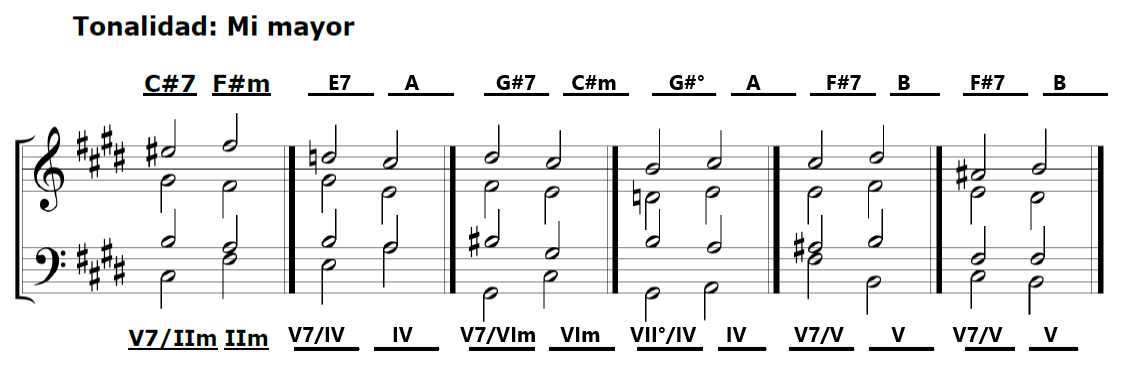 Tonalidad: Mi mayor
C#7 F#m E7 A G#7 C#m G#° A F#7 B F#7 B
V7/IIm IIm V7/IV IV V7/VIm VIm VII°/IV IV V7/V V V7/V V